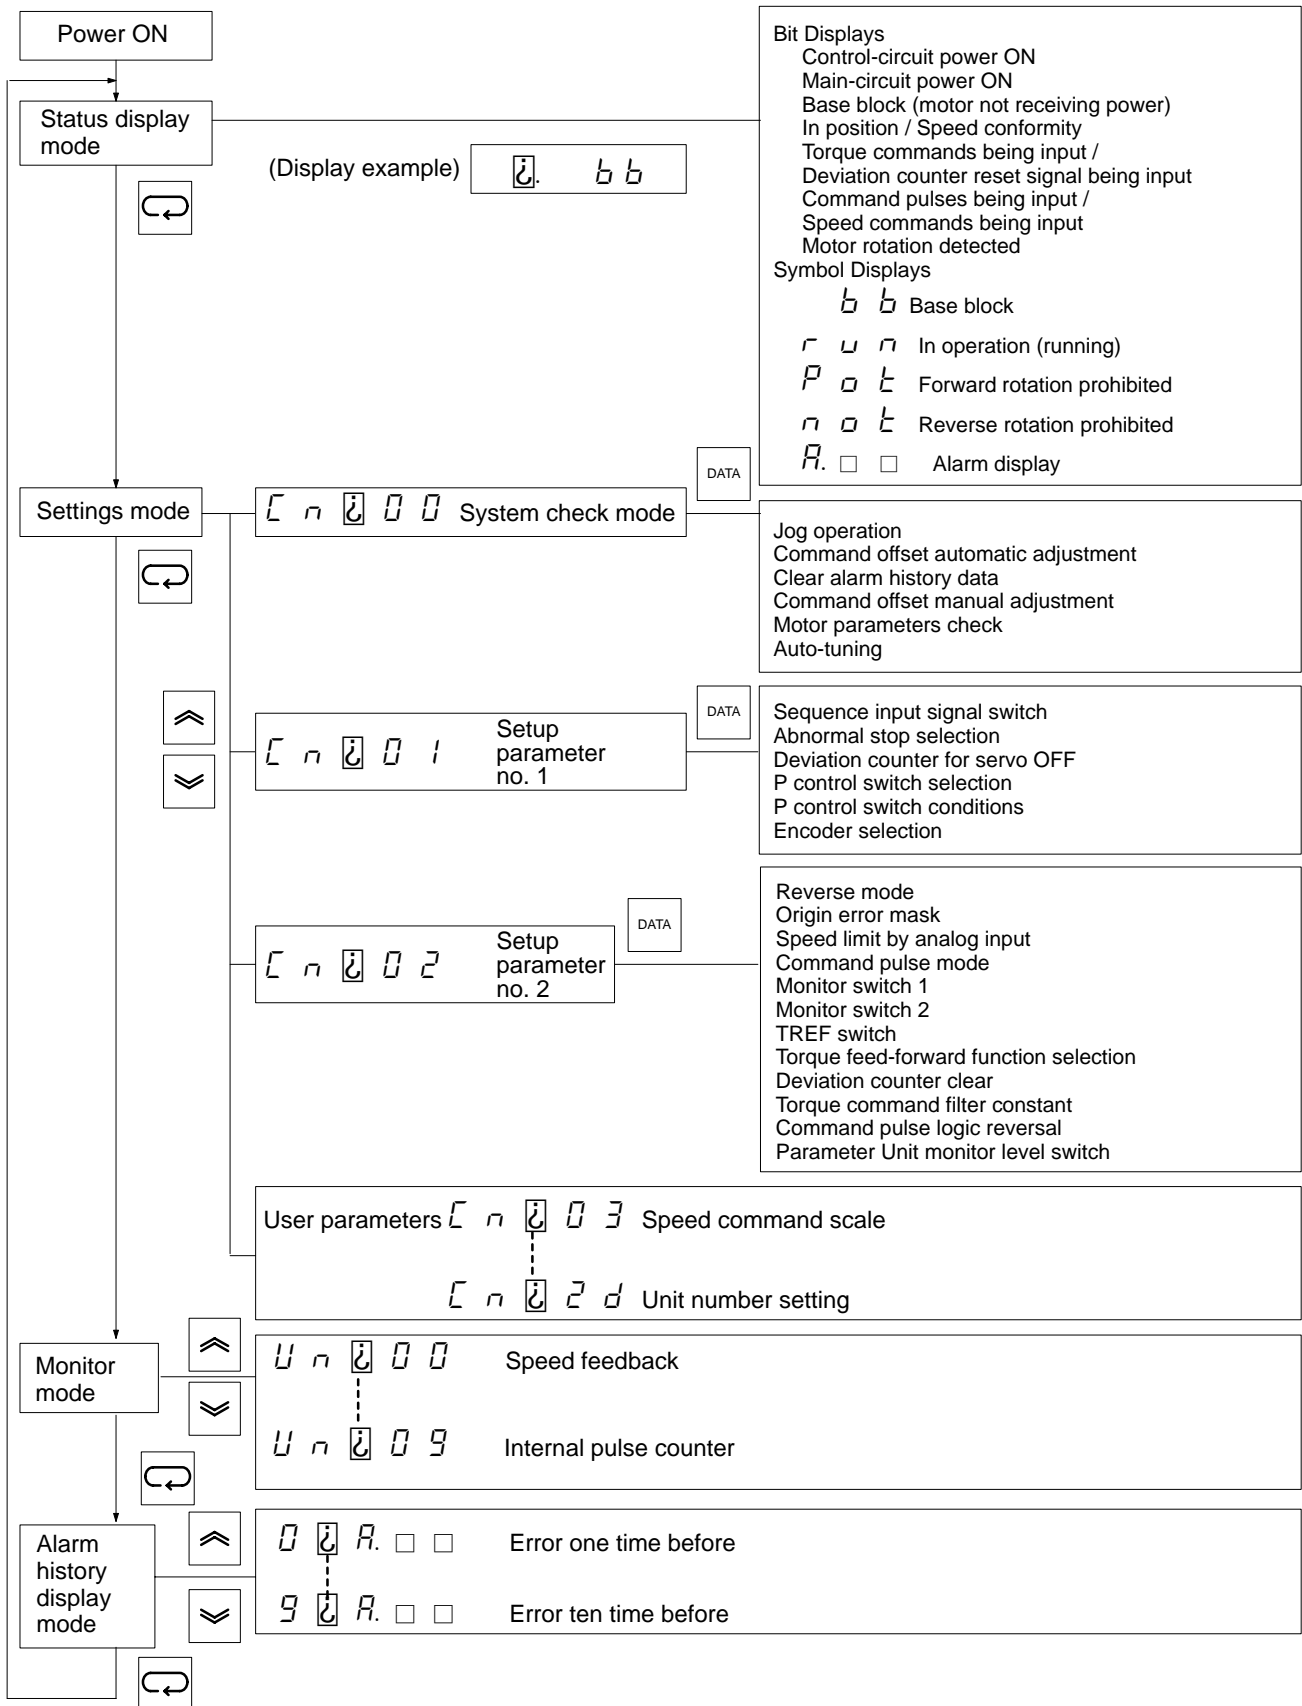 Power ON
Status display
mode
(Display example)
¿. b b
Bit Displays
Control-circuit power ON
Main-circuit power ON
Base block (motor not receiving power)
In position / Speed conformity
Torque commands being input /
Deviation counter reset signal being input
Command pulses being input /
Speed commands being input
Motor rotation detected
Symbol Displays
b b Base block
r u n In operation (running)
P o t Forward rotation prohibited
n o t Reverse rotation prohibited
A. □ □ Alarm display
Settings mode
C n ¿ 0 0 System check mode
DATA
Jog operation
Command offset automatic adjustment
Clear alarm history data
Command offset manual adjustment
Motor parameters check
Auto-tuning
C n ¿ 0 1
Setup
parameter
no. 1
DATA
Sequence input signal switch
Abnormal stop selection
Deviation counter for servo OFF
P control switch selection
P control switch conditions
Encoder selection
C n ¿ 0 2
Setup
parameter
no. 2
DATA
Reverse mode
Origin error mask
Speed limit by analog input
Command pulse mode
Monitor switch 1
Monitor switch 2
TREF switch
Torque feed-forward function selection
Deviation counter clear
Torque command filter constant
Command pulse logic reversal
Parameter Unit monitor level switch
User parameters C n ¿ 0 3 Speed command scale
C n ¿ 2 d Unit number setting
Monitor
mode
U n ¿ 0 0 Speed feedback
U n ¿ 0 9 Internal pulse counter
Alarm
history
display
mode
0 ¿ A. □ □ Error one time before
9 ¿ A. □ □ Error ten time before